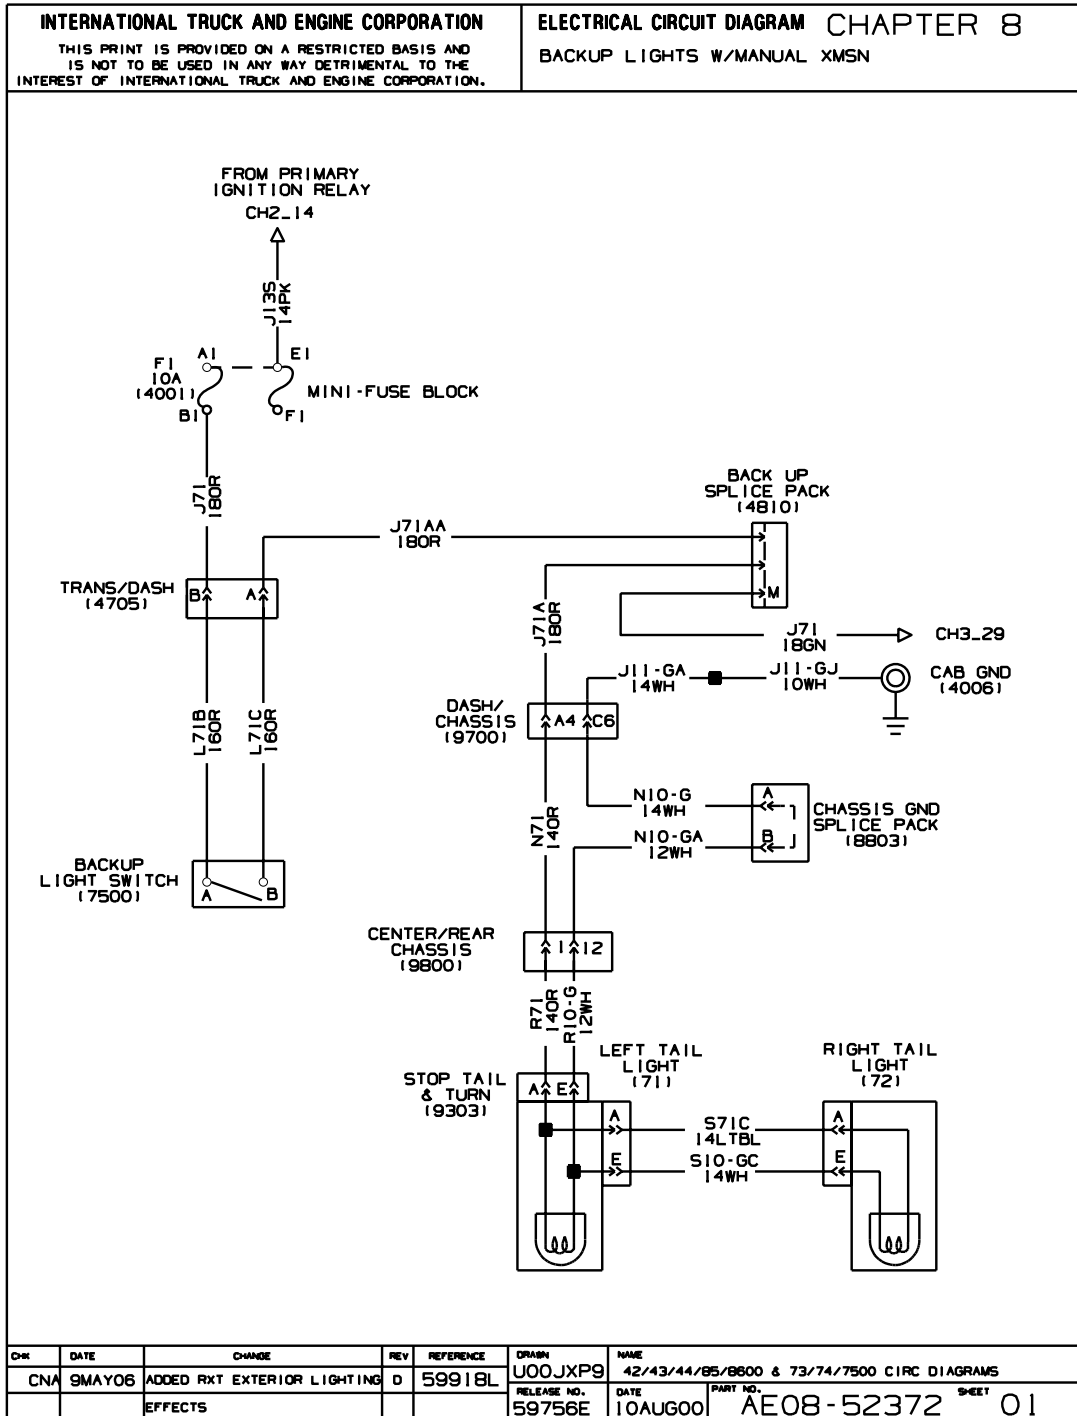 INTERNATIONAL TRUCK AND ENGINE CORPORATION
THIS PRINT IS PROVIDED ON A RESTRICTED BASIS AND
IS NOT TO BE USED IN ANY WAY DETRIMENTAL TO THE
INTEREST OF INTERNATIONAL TRUCK AND ENGINE CORPORATION.
ELECTRICAL CIRCUIT DIAGRAM CHAPTER 8
BACKUP LIGHTS W/MANUAL XMSN
FROM PRIMARY
IGNITION RELAY
CH2_14
J13S
14PK
A1
E1
F1
10A
(4001)
B1
F1
MINI-FUSE BLOCK
J71
18OR
BACK UP
SPLICE PACK
(4810)
J71AA
18OR
M
TRANS/DASH
(4705)
B
A
J71A
18OR
J71
18GN
CH3_29
J11-GA
14WH
J11-GJ
10WH
CAB GND
(4006)
DASH/
CHASSIS
(9700)
A4
C6
L71B
16OR
L71C
16OR
N71
14OR
N10-G
14WH
N10-GA
12WH
A
B
CHASSIS GND
SPLICE PACK
(8803)
BACKUP
LIGHT SWITCH
(7500)
A
B
CENTER/REAR
CHASSIS
(9800)
1
12
R71
14OR
R10-G
12WH
STOP TAIL
& TURN
(9303)
A
E
LEFT TAIL
LIGHT
(71)
RIGHT TAIL
LIGHT
(72)
A
S71C
14LTBL
A
E
S10-GC
14WH
E
CHK DATE CHANGE REV REFERENCE
CNA 9MAY06 ADDED RXT EXTERIOR LIGHTING D 59918L
EFFECTS
DRAWN
U00JXP9
NAME
42/43/44/85/8600 & 73/74/7500 CIRC DIAGRAMS
RELEASE NO.
59756E
DATE
10AUG00
PART NO.
AE08-52372
SHEET
01